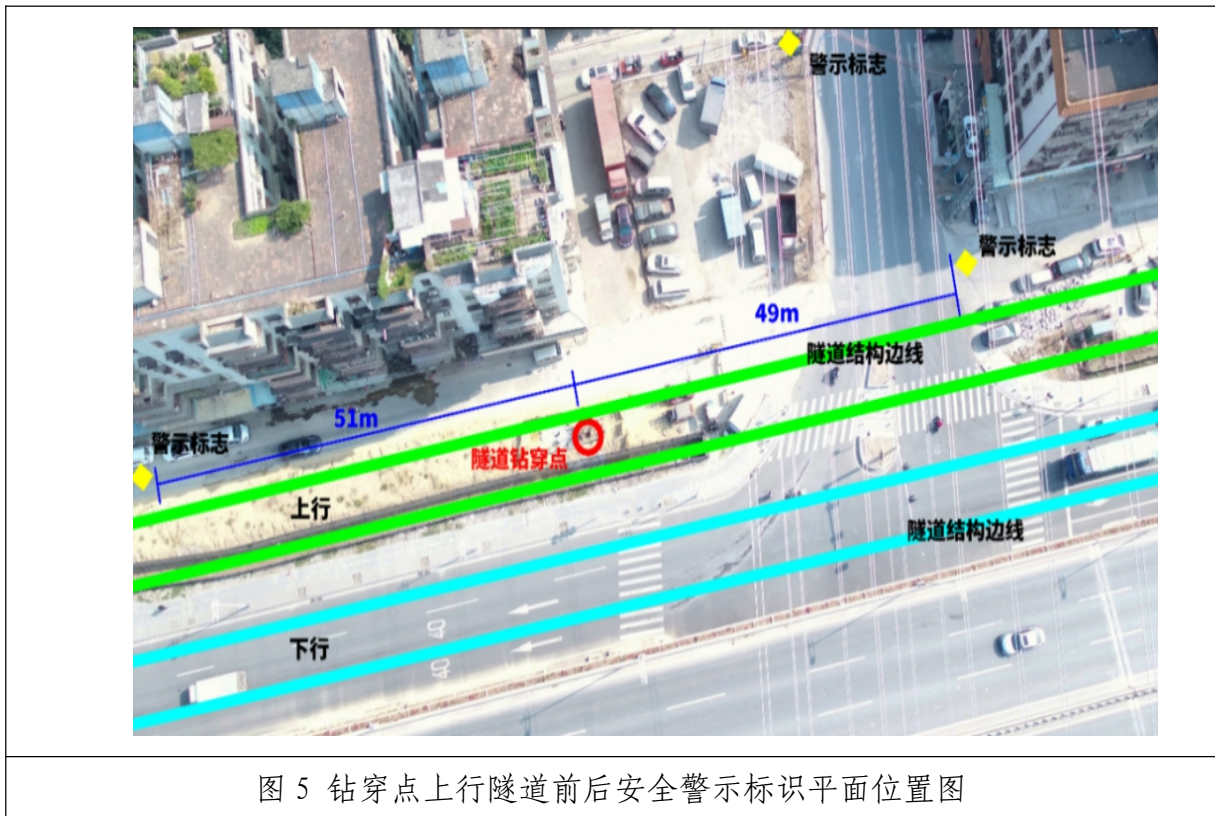 警示标志
警示标志
49m
隧道结构边线
51m
警示标志
隧道钻穿点
上行
隧道结构边线
下行
40
40
图 5 钻穿点上行隧道前后安全警示标识平面位置图